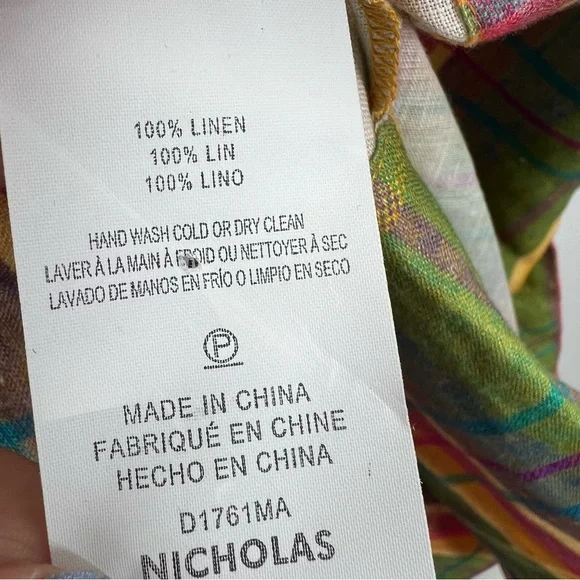 100% LINEN
100% LIN
100% LINO
HAND WASH COLD OR DRY CLEAN
LAVER À LA MAIN À FROID OU NETTOYER À SEC
LAVADO DE MANOS EN FRÍO O LIMPIO EN SECO
P
MADE IN CHINA
FABRIQUÉ EN CHINE
HECHO EN CHINA
D1761MA
NICHOLAS